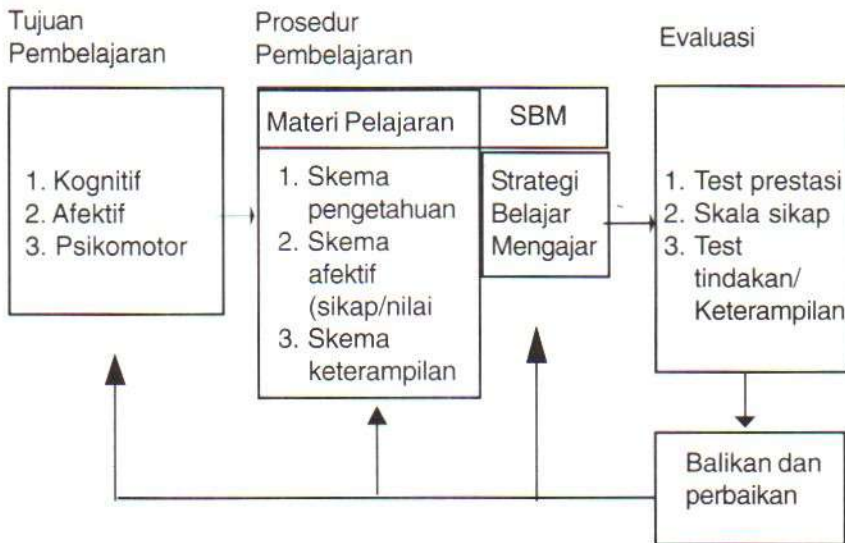 Tujuan
Pembelajaran
Prosedur
Pembelajaran
Evaluasi
1. Kognitif
2. Afektif
3. Psikomotor
Materi Pelajaran
1. Skema
pengetahuan
2. Skema
afektif
(sikap/nilai
3. Skema
keterampilan
SBM
Strategi
Belajar
Mengajar
1. Test prestasi
2. Skala sikap
3. Test
tindakan/
Keterampilan
Balikan dan
perbaikan